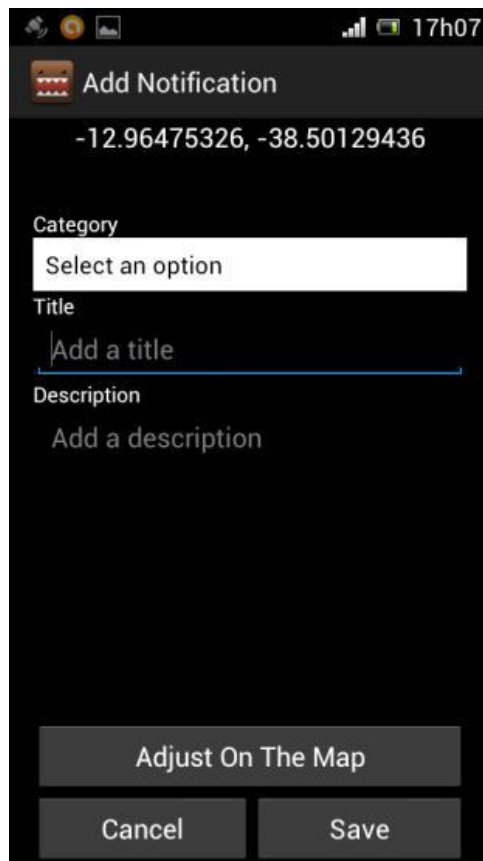 17h07
Add Notification
-12.96475326, -38.50129436
Category
Select an option
Title
Add a title
Description
Add a description
Adjust On The Map
Cancel Save